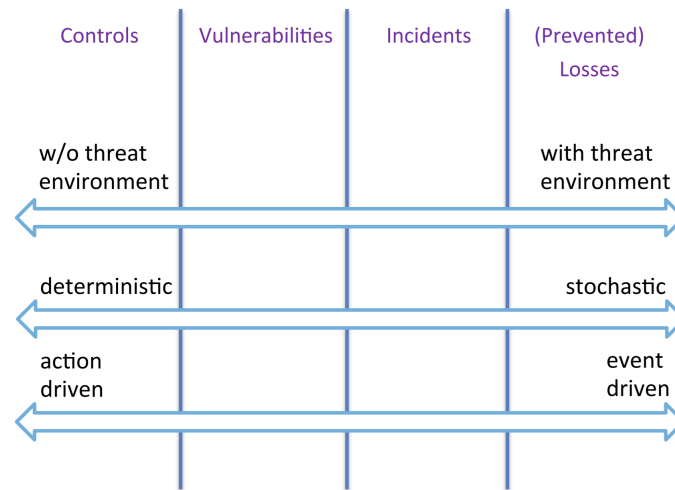 Controls
Vulnerabilities
Incidents
(Prevented)
Losses
w/o threat
environment
with threat
environment
deterministic
stochastic
action
driven
event
driven